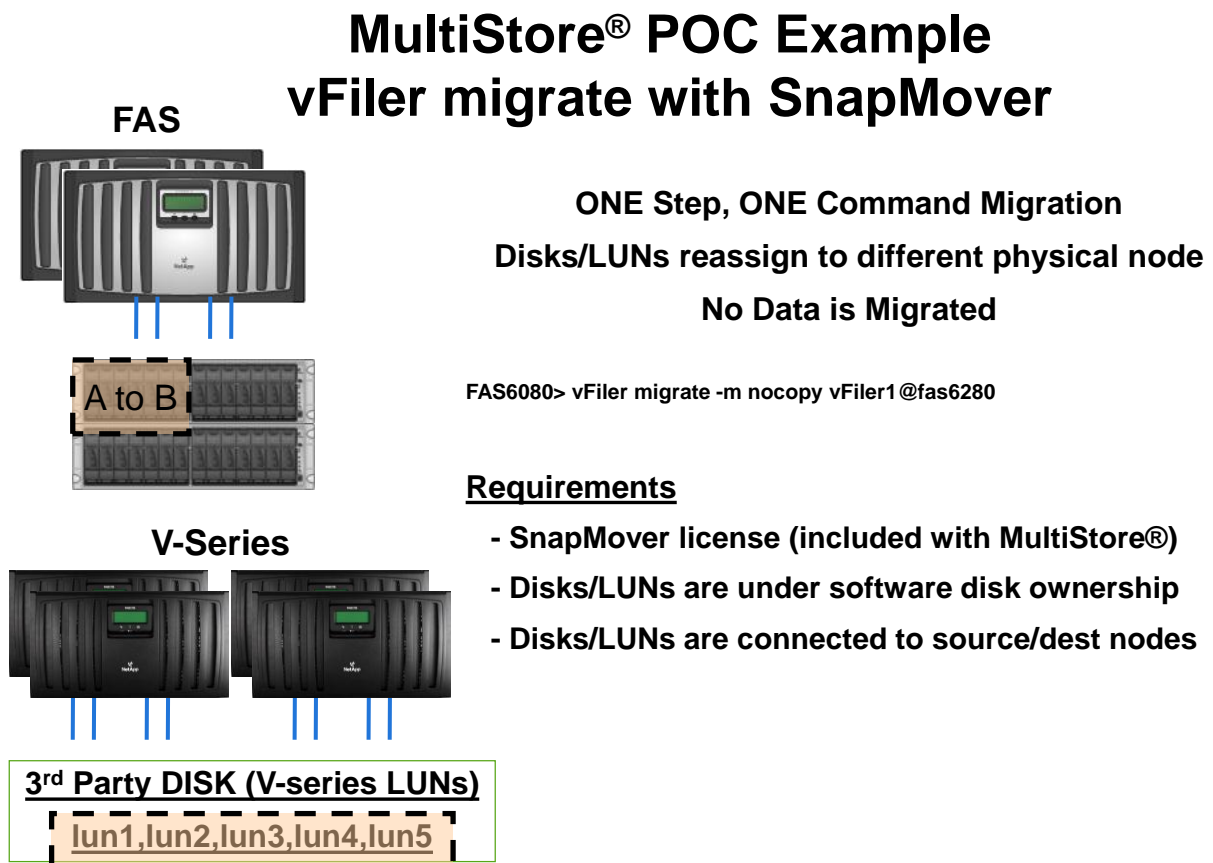 MultiStore® POC Example
vFiler migrate with SnapMover
FAS
ONE Step, ONE Command Migration
Disks/LUNs reassign to different physical node
No Data is Migrated
NetApp
A to B
FAS6080> vFiler migrate -m nocopy vFiler1@fas6280
Requirements
- SnapMover license (included with MultiStore®)
- Disks/LUNs are under software disk ownership
- Disks/LUNs are connected to source/dest nodes
V-Series
NetApp
NetApp
3rd Party DISK (V-series LUNs)
lun1,lun2,lun3,lun4,lun5